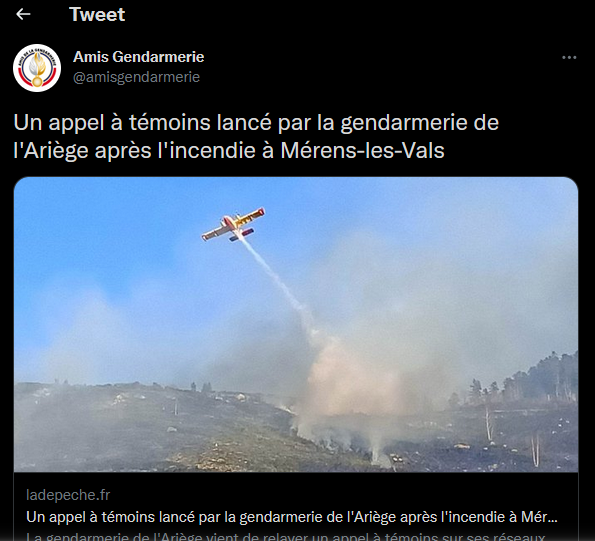 Tweet
Amis Gendarmerie
@amisgendarmerie
Un appel à témoins lancé par la gendarmerie de
l'Ariège après l'incendie à Mérens-les-Vals
ladepeche.fr
Un appel à témoins lancé par la gendarmerie de l'Ariège après l'incendie à Mér...
La gendarmerie de l'Ariège vient de relayer un appel à témoins sur ses réseaux